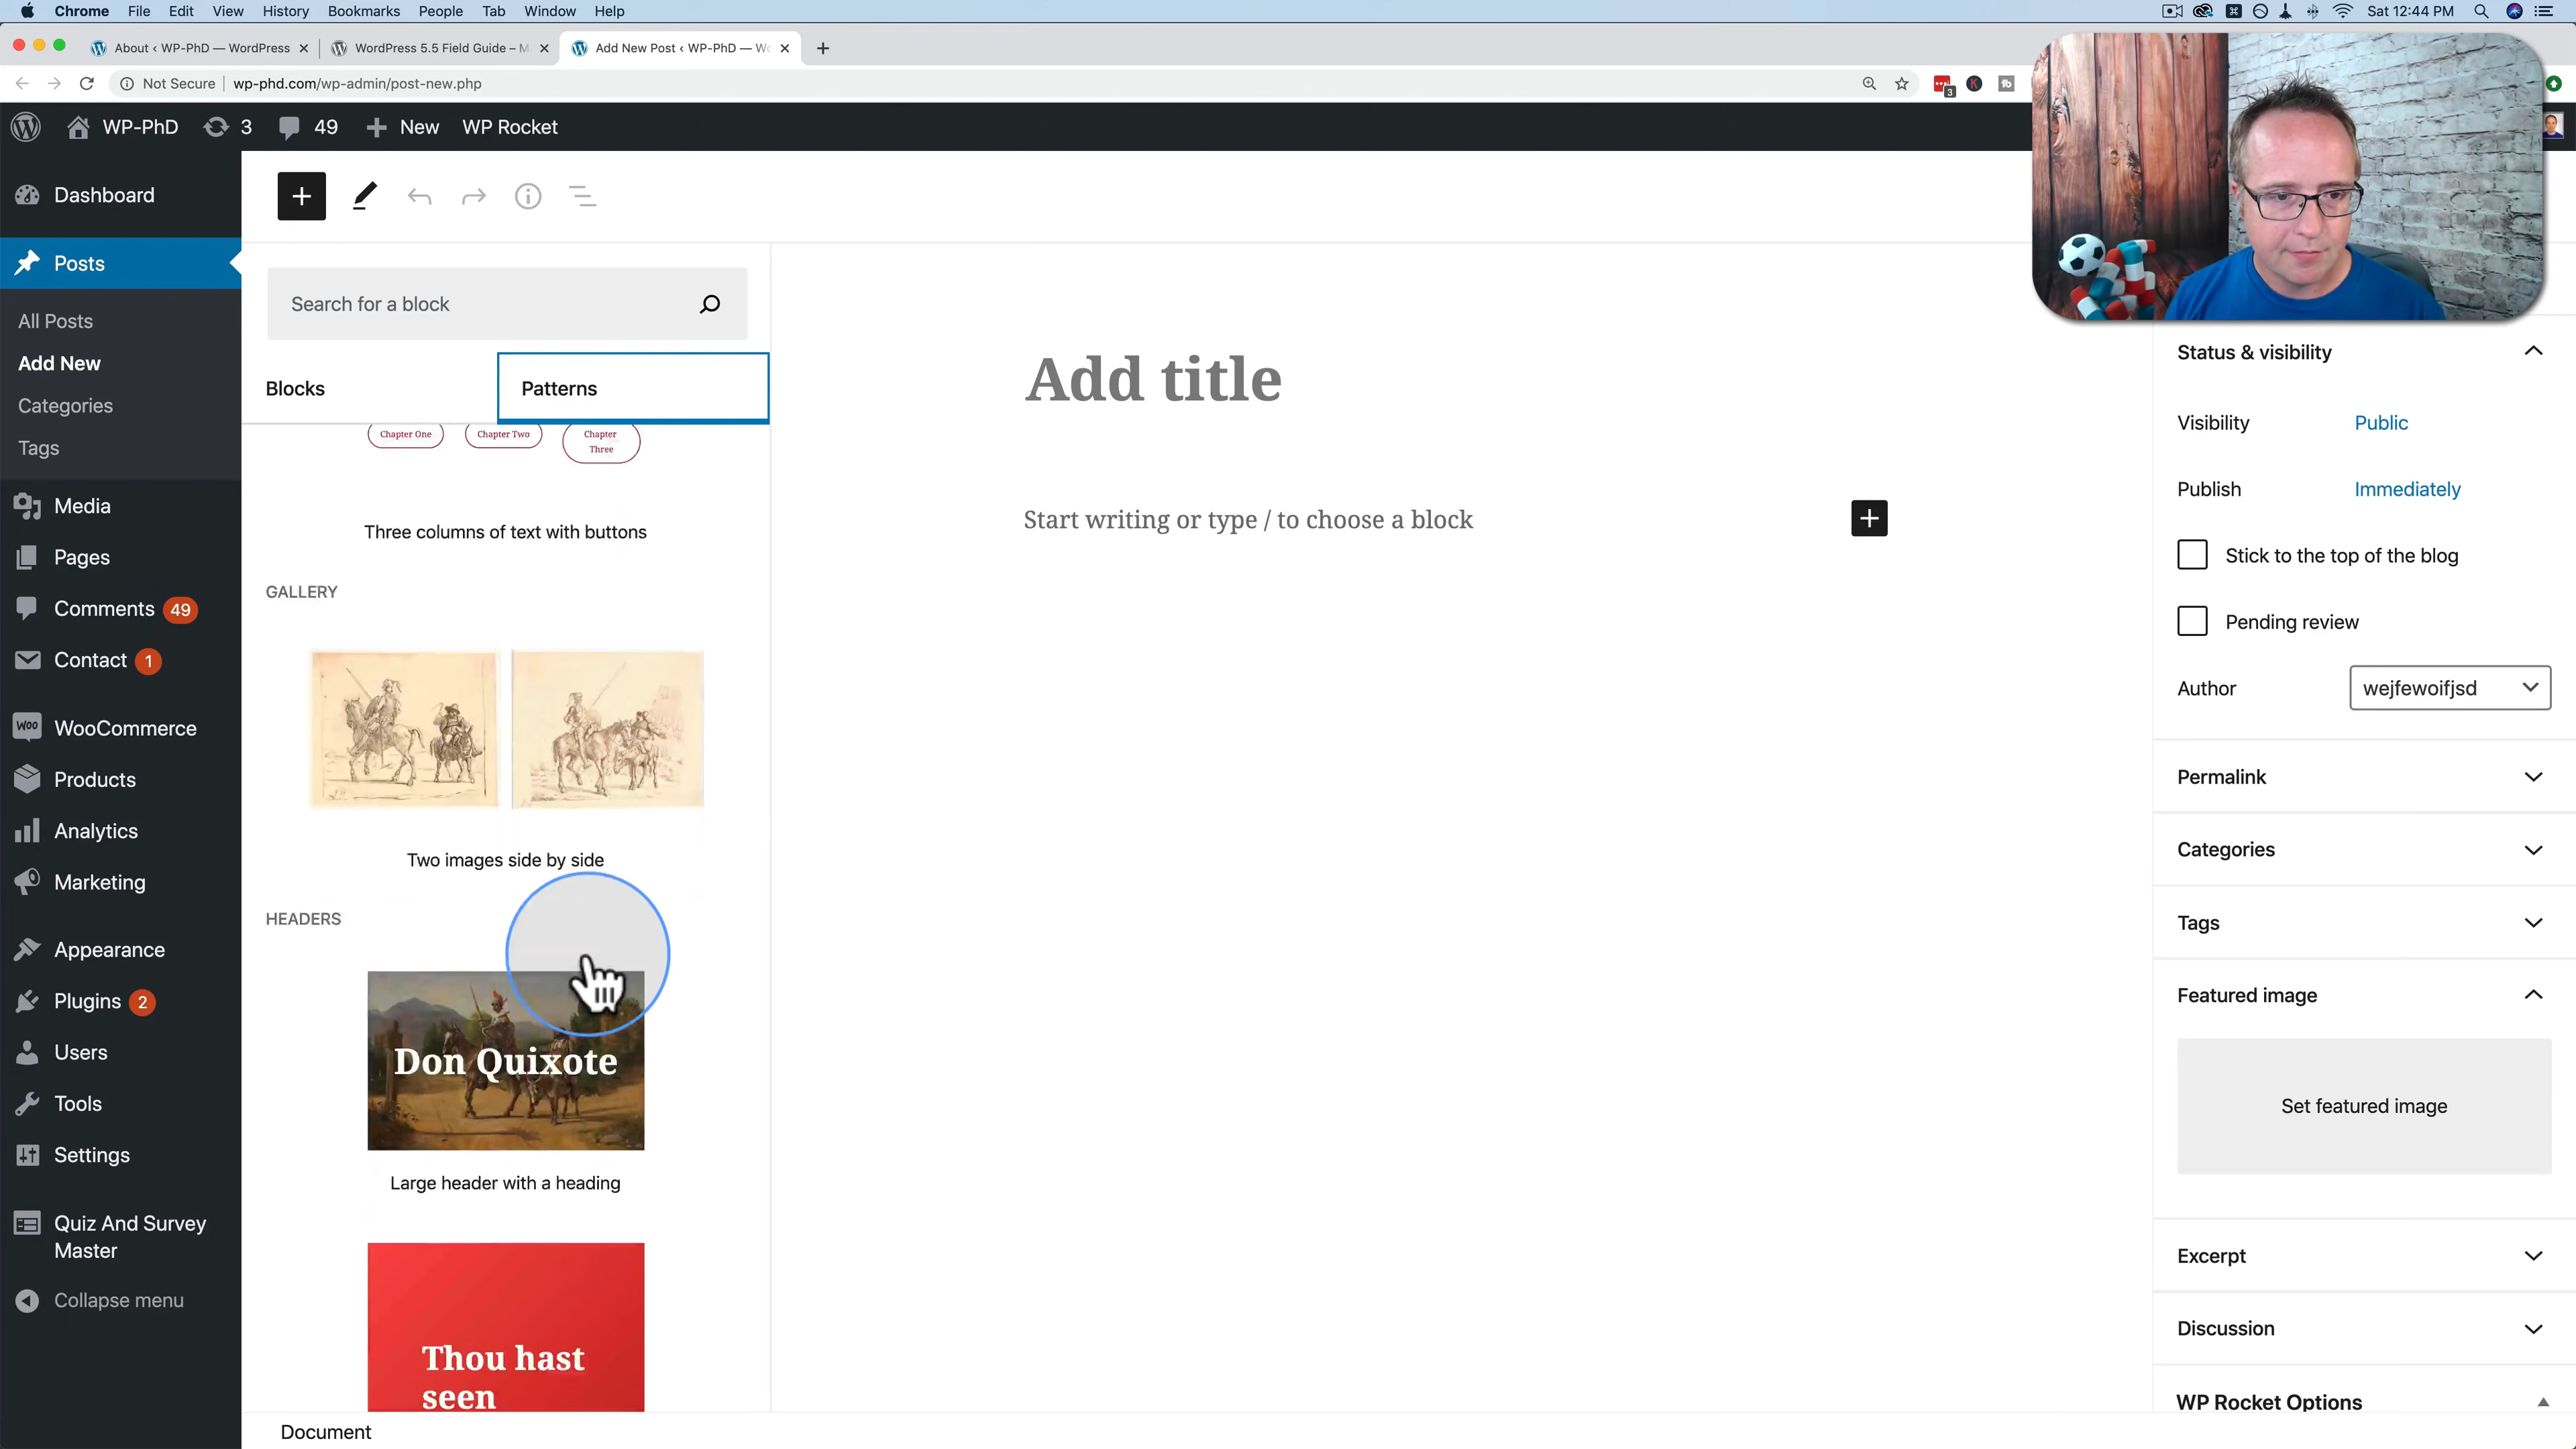 Chrome File Edit View History Bookmarks People Tab Window Help
Sat 12:44 PM
About ‹ WP-PhD — WordPress
WordPress 5.5 Field Guide –
Add New Post ‹ WP-PhD —
Not Secure wp-phd.com/wp-admin/post-new.php
3
WP-PhD 3 49 New WP Rocket
Dashboard
Posts
All Posts
Add New
Categories
Tags
Media
Pages
Comments 49
Contact 1
Woo
WooCommerce
Products
Analytics
Marketing
Appearance
Plugins 2
Users
Tools
Settings
Quiz And Survey
Master
Collapse menu
Search for a block
Blocks
Patterns
Chapter One
Chapter Two
Chapter
Three
Three columns of text with buttons
GALLERY
Two images side by side
HEADERS
Don Quixote
Large header with a heading
Thou hast
seen
Document
Add title
Start writing or type / to choose a block
Status & visibility
Visibility Public
Publish Immediately
Stick to the top of the blog
Pending review
Author wejfewoifjsd
Permalink
Categories
Tags
Featured image
Set featured image
Excerpt
Discussion
WP Rocket Options